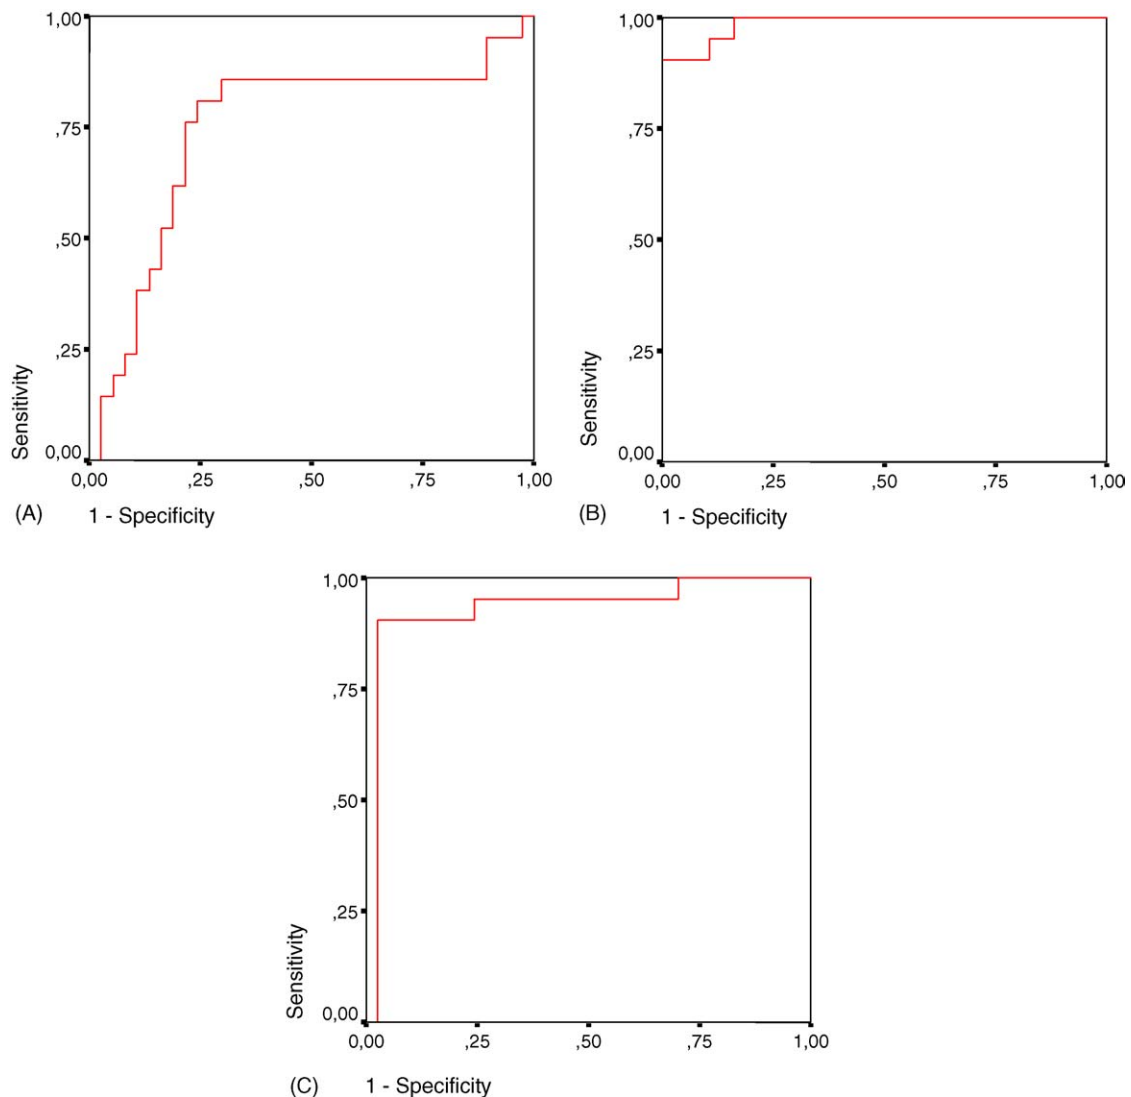 1,00
,75
,50
,25
0,00
Sensitivity
0,00 ,25 ,50 ,75 1,00
(A) 1 - Specificity
1,00
,75
,50
,25
0,00
Sensitivity
0,00 ,25 ,50 ,75 1,00
(B) 1 - Specificity
1,00
,75
,50
,25
0,00
Sensitivity
0,00 ,25 ,50 ,75 1,00
(C) 1 - Specificity